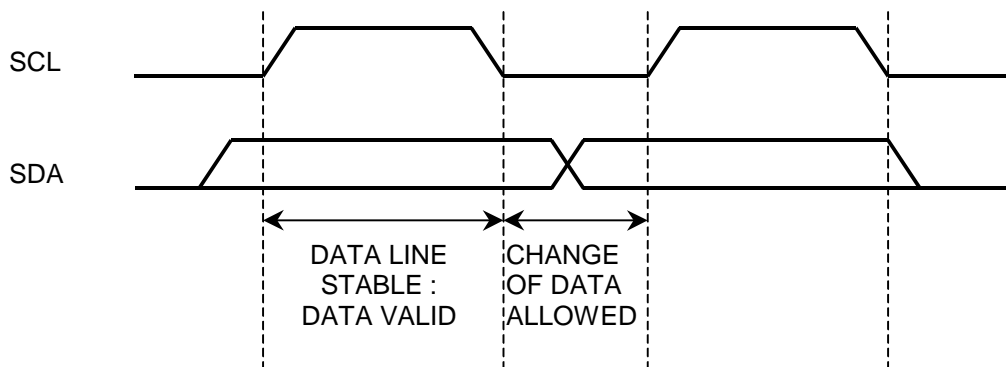 SCL
SDA
DATA LINE
STABLE :
DATA VALID
CHANGE
OF DATA
ALLOWED